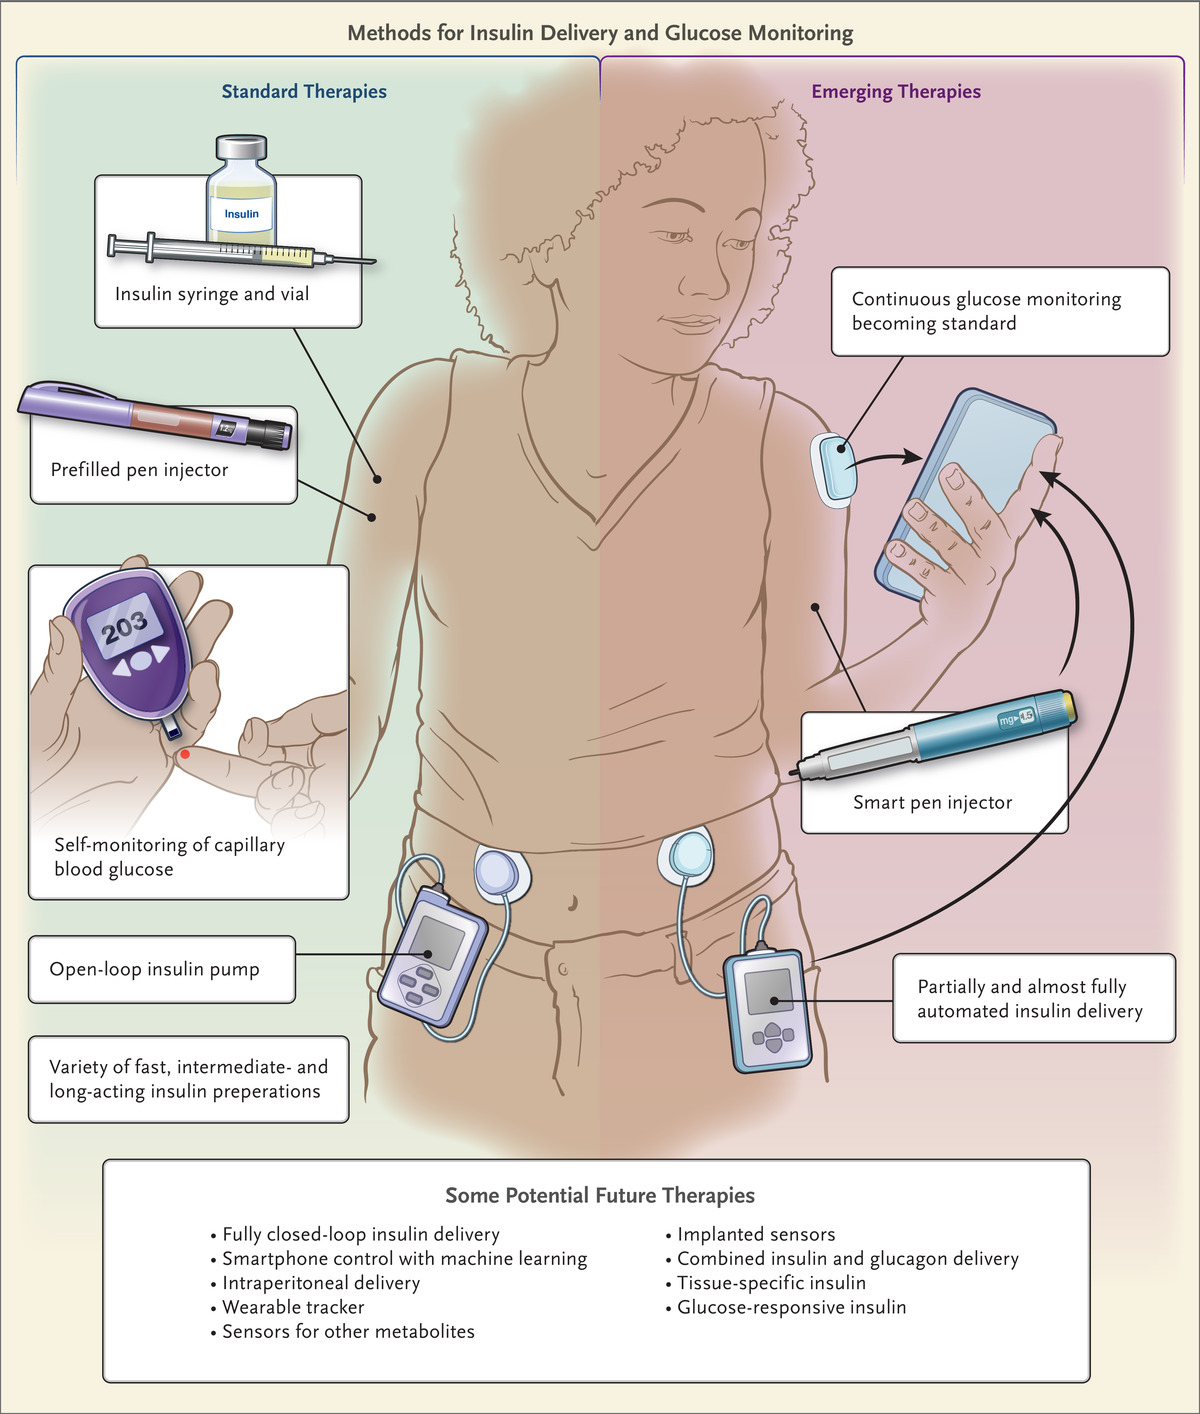 Methods for Insulin Delivery and Glucose Monitoring
Standard Therapies
Emerging Therapies
Insulin
Insulin syringe and vial
Continuous glucose monitoring
becoming standard
Prefilled pen injector
203
Self-monitoring of capillary
blood glucose
mg
4.5
Smart pen injector
Open-loop insulin pump
Partially and almost fully
automated insulin delivery
Variety of fast, intermediate- and
long-acting insulin preperations
Some Potential Future Therapies
• Fully closed-loop insulin delivery
• Smartphone control with machine learning
• Intraperitoneal delivery
• Wearable tracker
• Sensors for other metabolites
• Implanted sensors
• Combined insulin and glucagon delivery
• Tissue-specific insulin
• Glucose-responsive insulin